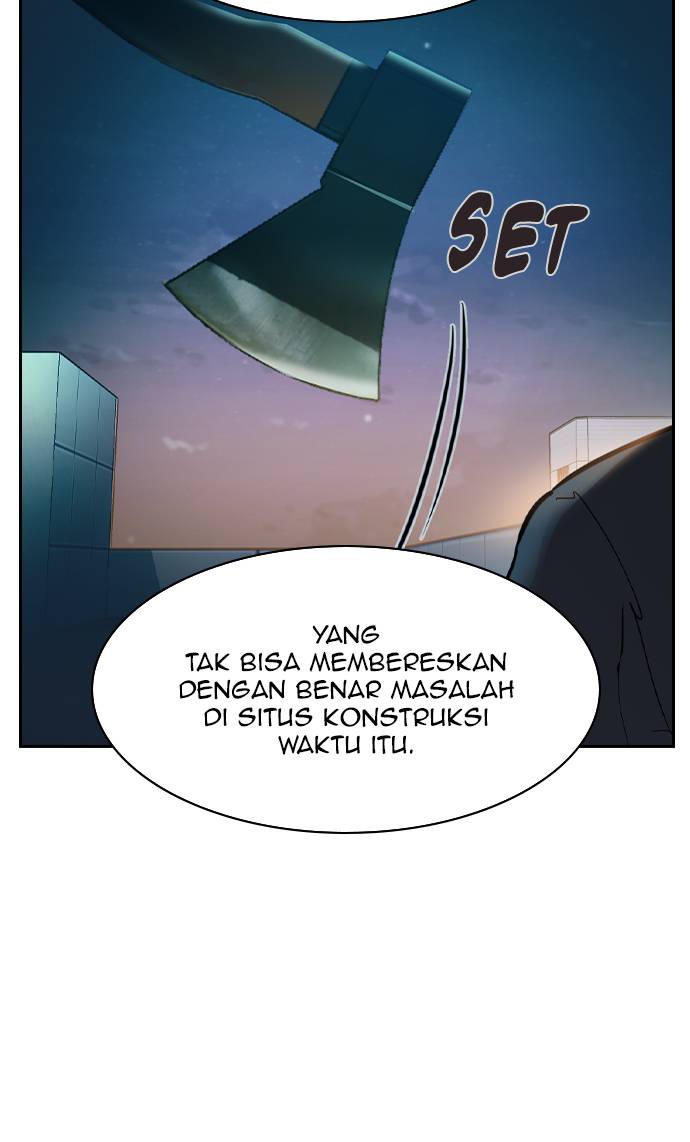 SET
YANG
TAK BISA MEMBERESKAN
DENGAN BENAR MASALAH
DI SITUS KONSTRUKSI
WAKTU ITU.